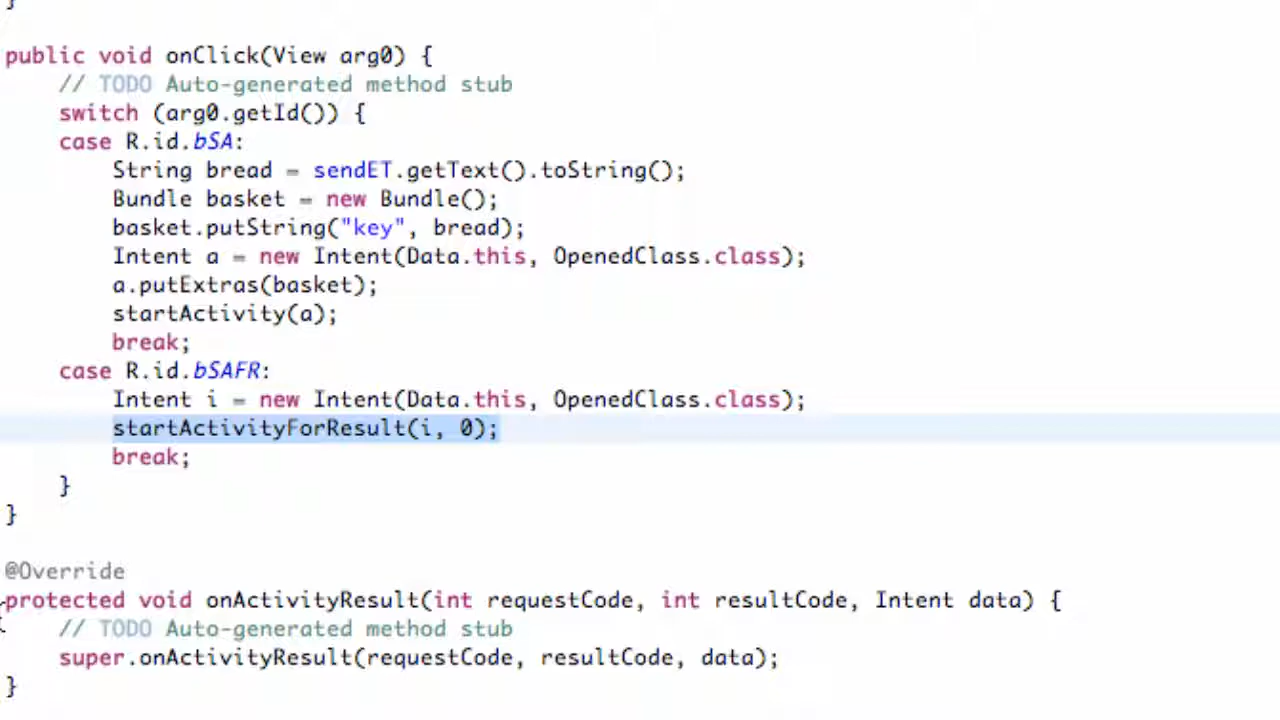 }
public void onClick(View arg0) {
// TODO Auto-generated method stub
switch (arg0.getId()) {
case R.id.bSA:
String bread = sendET.getText().toString();
Bundle basket = new Bundle();
basket.putString("key", bread);
Intent a = new Intent(Data.this, OpenedClass.class);
a.putExtras(basket);
startActivity(a);
break;
case R.id.bSAFR:
Intent i = new Intent(Data.this, OpenedClass.class);
startActivityForResult(i, 0);
break;
}
}
@Override
protected void onActivityResult(int requestCode, int resultCode, Intent data) {
// TODO Auto-generated method stub
super.onActivityResult(requestCode, resultCode, data);
}